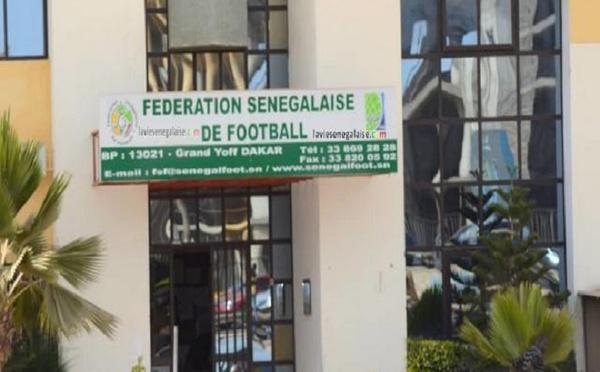 FEDERATION SENEGALAISE
DE FOOTBALL
laviesenegalaise.com
laviesenegalaise.com
BP : 13021 - Grand Yoff DAKAR
Tél : 33 869 28 28
Fax : 33 820 05 92
E-mail : fsf@senegalfoot.sn / www.senegalfoot.sn